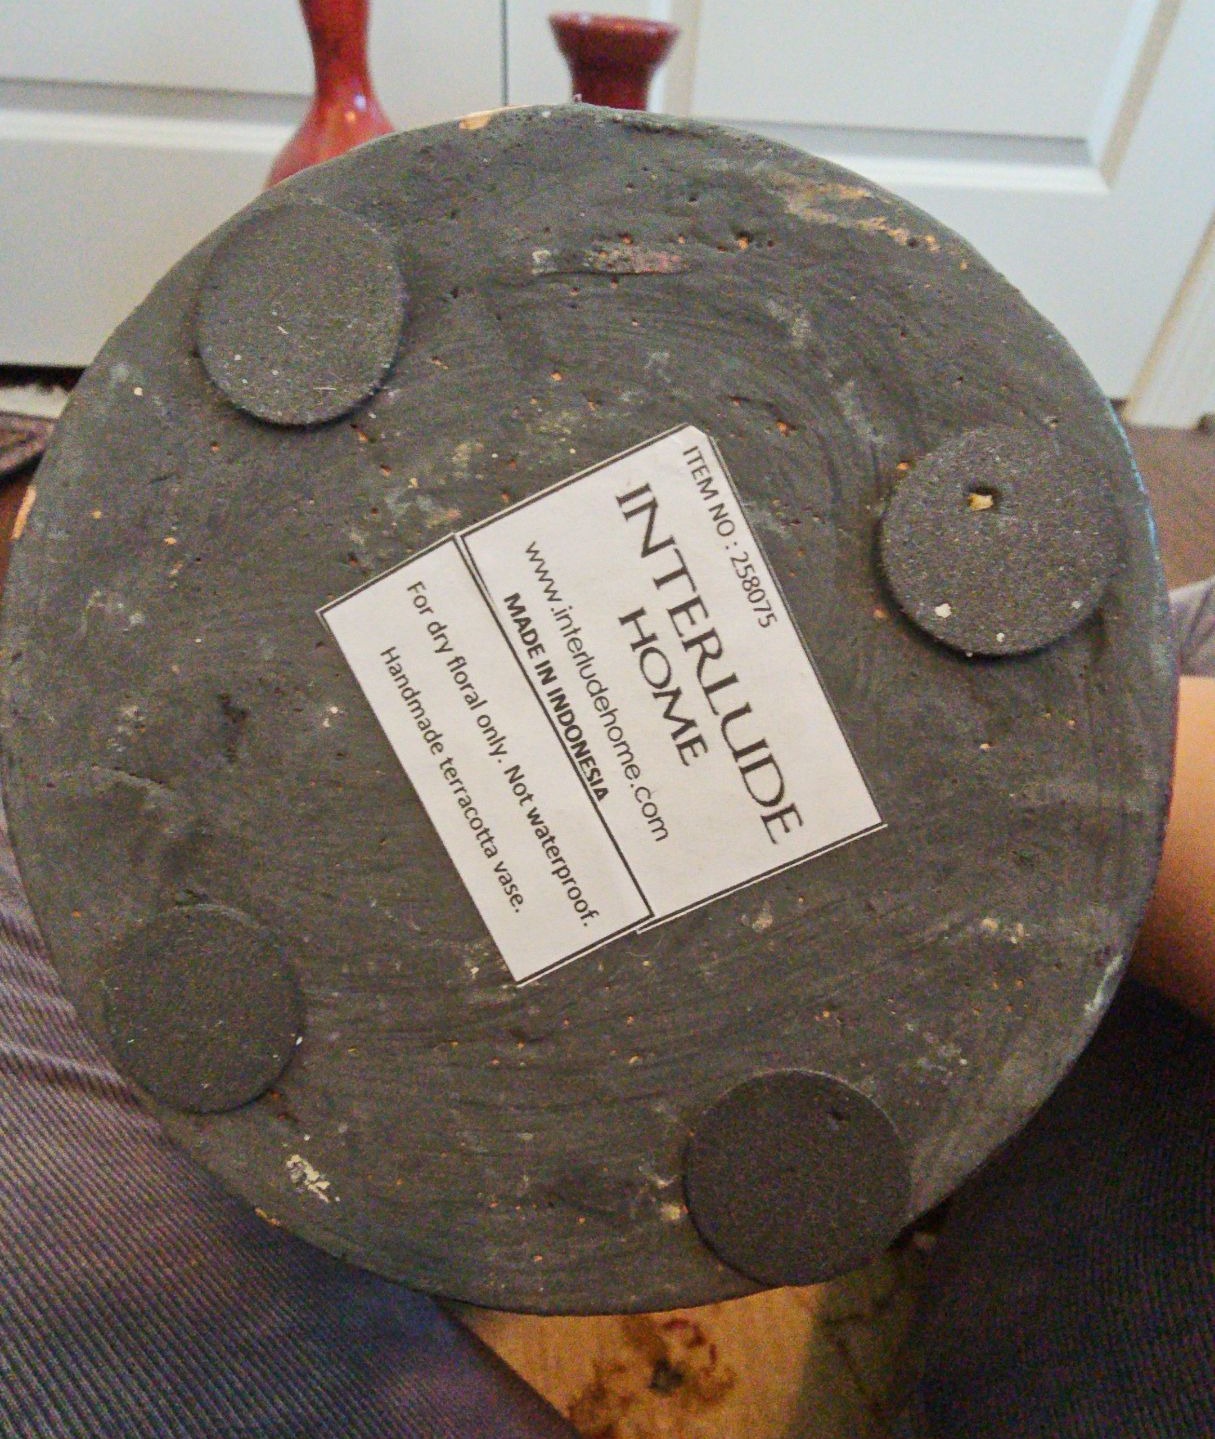 ITEM NO : 258075
INTERLUDE
HOME
www.interludehome.com
MADE IN INDONESIA
For dry floral only. Not waterproof.
Handmade terracotta vase.